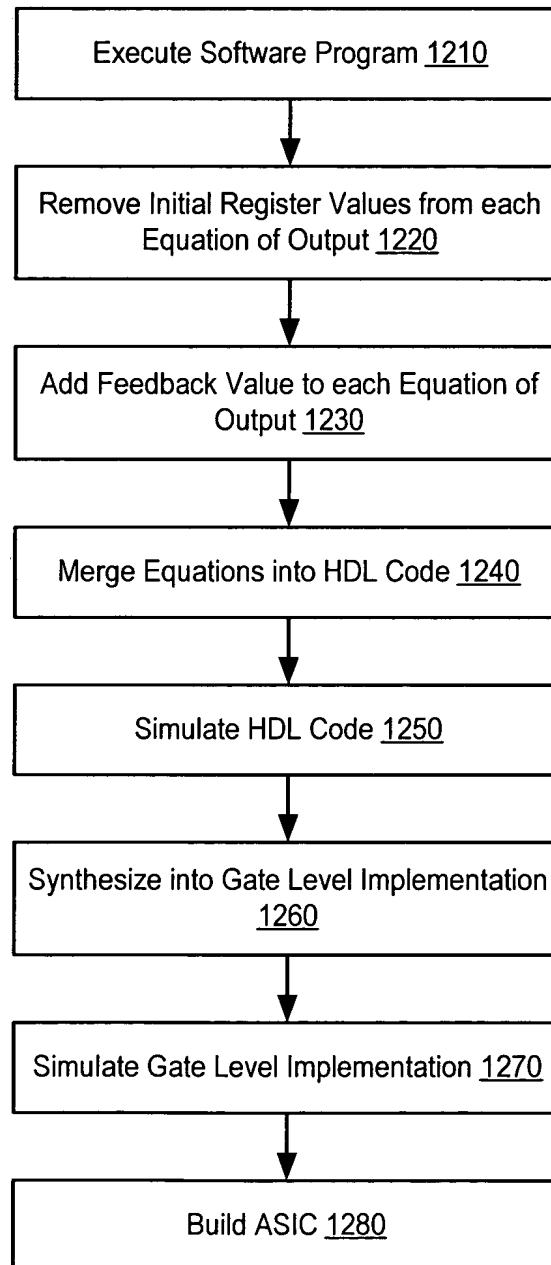 Execute Software Program 1210
Remove Initial Register Values from each
Equation of Output 1220
Add Feedback Value to each Equation of
Output 1230
Merge Equations into HDL Code 1240
Simulate HDL Code 1250
Synthesize into Gate Level Implementation
1260
Simulate Gate Level Implementation 1270
Build ASIC 1280